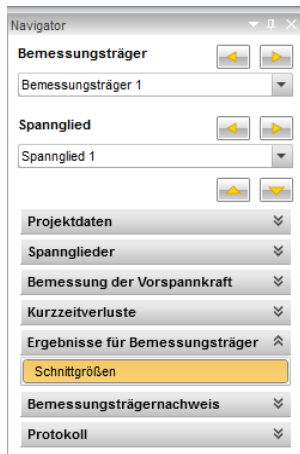 Navigator
Bemessungsträger
Bemessungsträger 1
Spannglied
Spannglied 1
Projektdaten
Spannglieder
Bemessung der Vorspannkraft
Kurzzeitverluste
Ergebnisse für Bemessungsträger
Schnittgrößen
Bemessungsträgernachweis
Protokoll